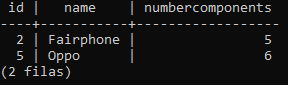 id |   name    | numbercomponents
----+-----------+------------------
  2 | Fairphone |                5
  5 | Oppo      |                6
(2 filas)